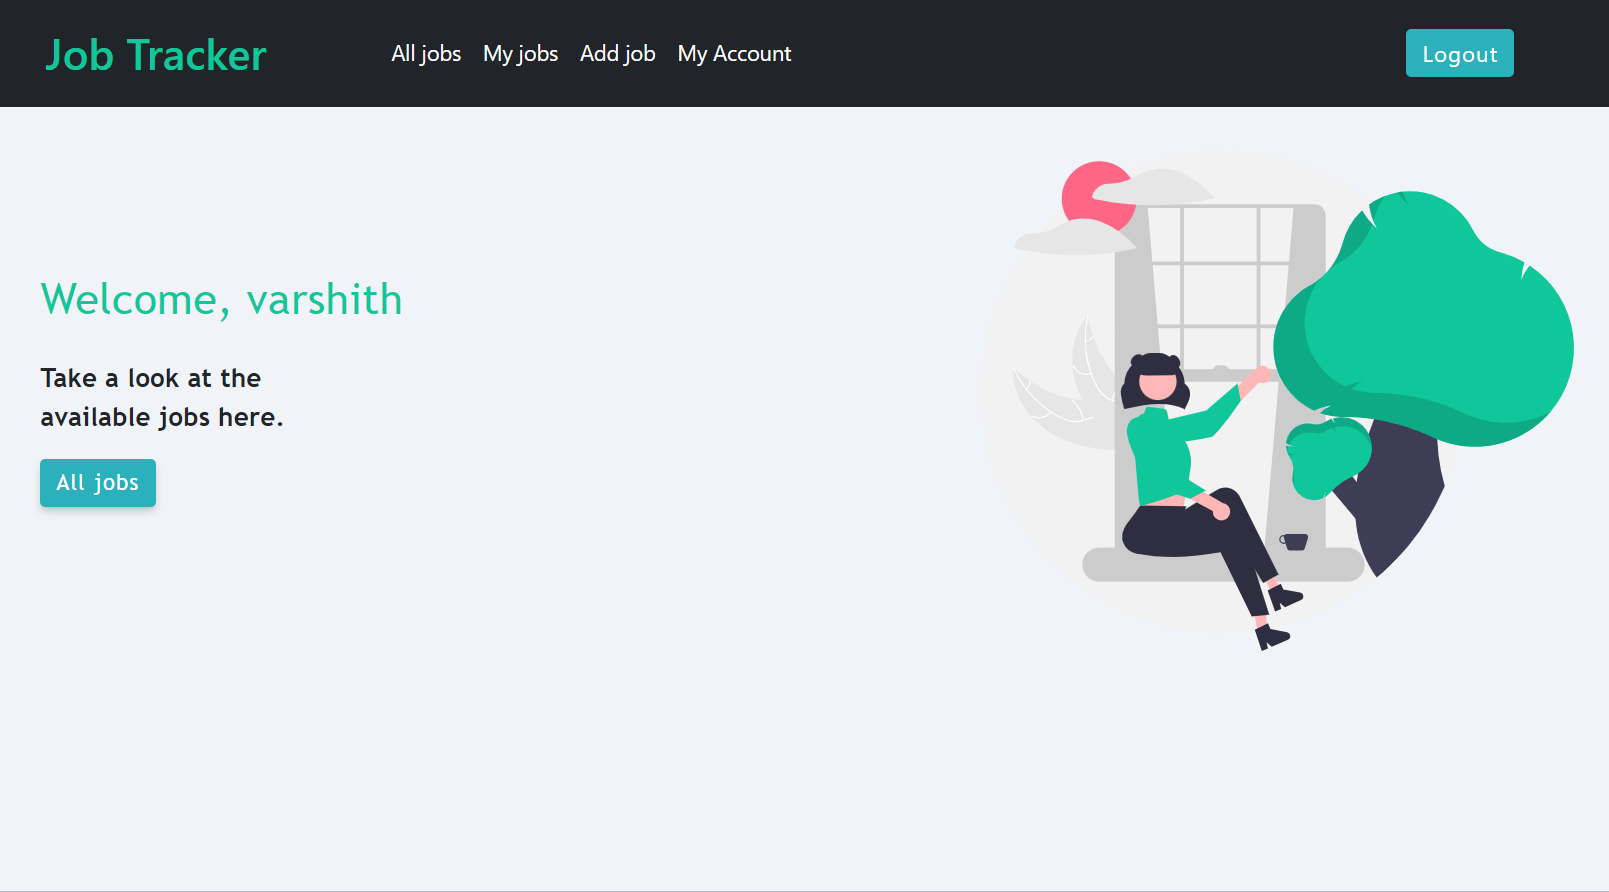 Job Tracker
All jobs My jobs Add job My Account
Logout
Welcome, varshith
Take a look at the
available jobs here.
All jobs